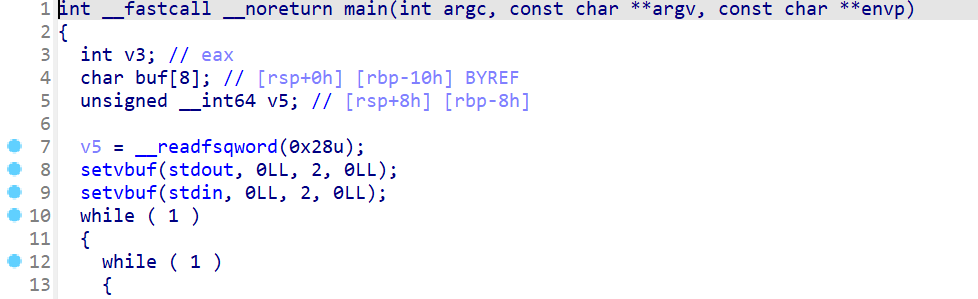 1 int __fastcall __noreturn main(int argc, const char **argv, const char **envp)
2 {
3   int v3; // eax
4   char buf[8]; // [rsp+0h] [rbp-10h] BYREF
5   unsigned __int64 v5; // [rsp+8h] [rbp-8h]
6
7   v5 = __readfsqword(0x28u);
8   setvbuf(stdout, 0LL, 2, 0LL);
9   setvbuf(stdin, 0LL, 2, 0LL);
10   while ( 1 )
11   {
12     while ( 1 )
13     {